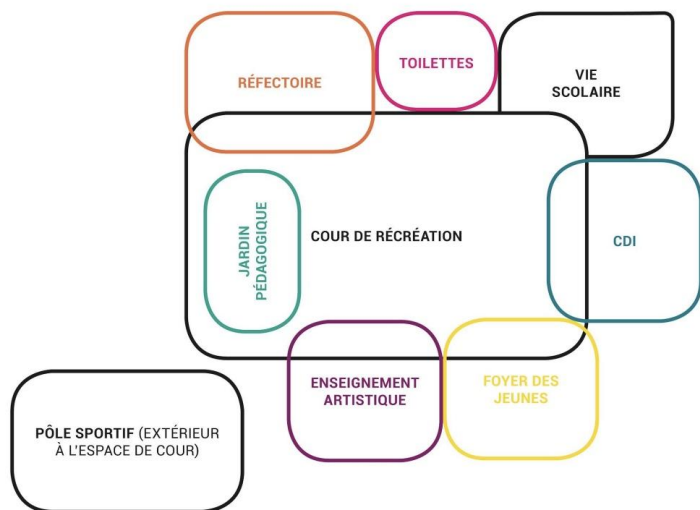 RÉFECTOIRE
TOILETTES
VIE
SCOLAIRE
JARDIN
PÉDAGOGIQUE
COUR DE RÉCRÉATION
CDI
ENSEIGNEMENT
ARTISTIQUE
FOYER DES
JEUNES
PÔLE SPORTIF (EXTÉRIEUR
À L'ESPACE DE COUR)